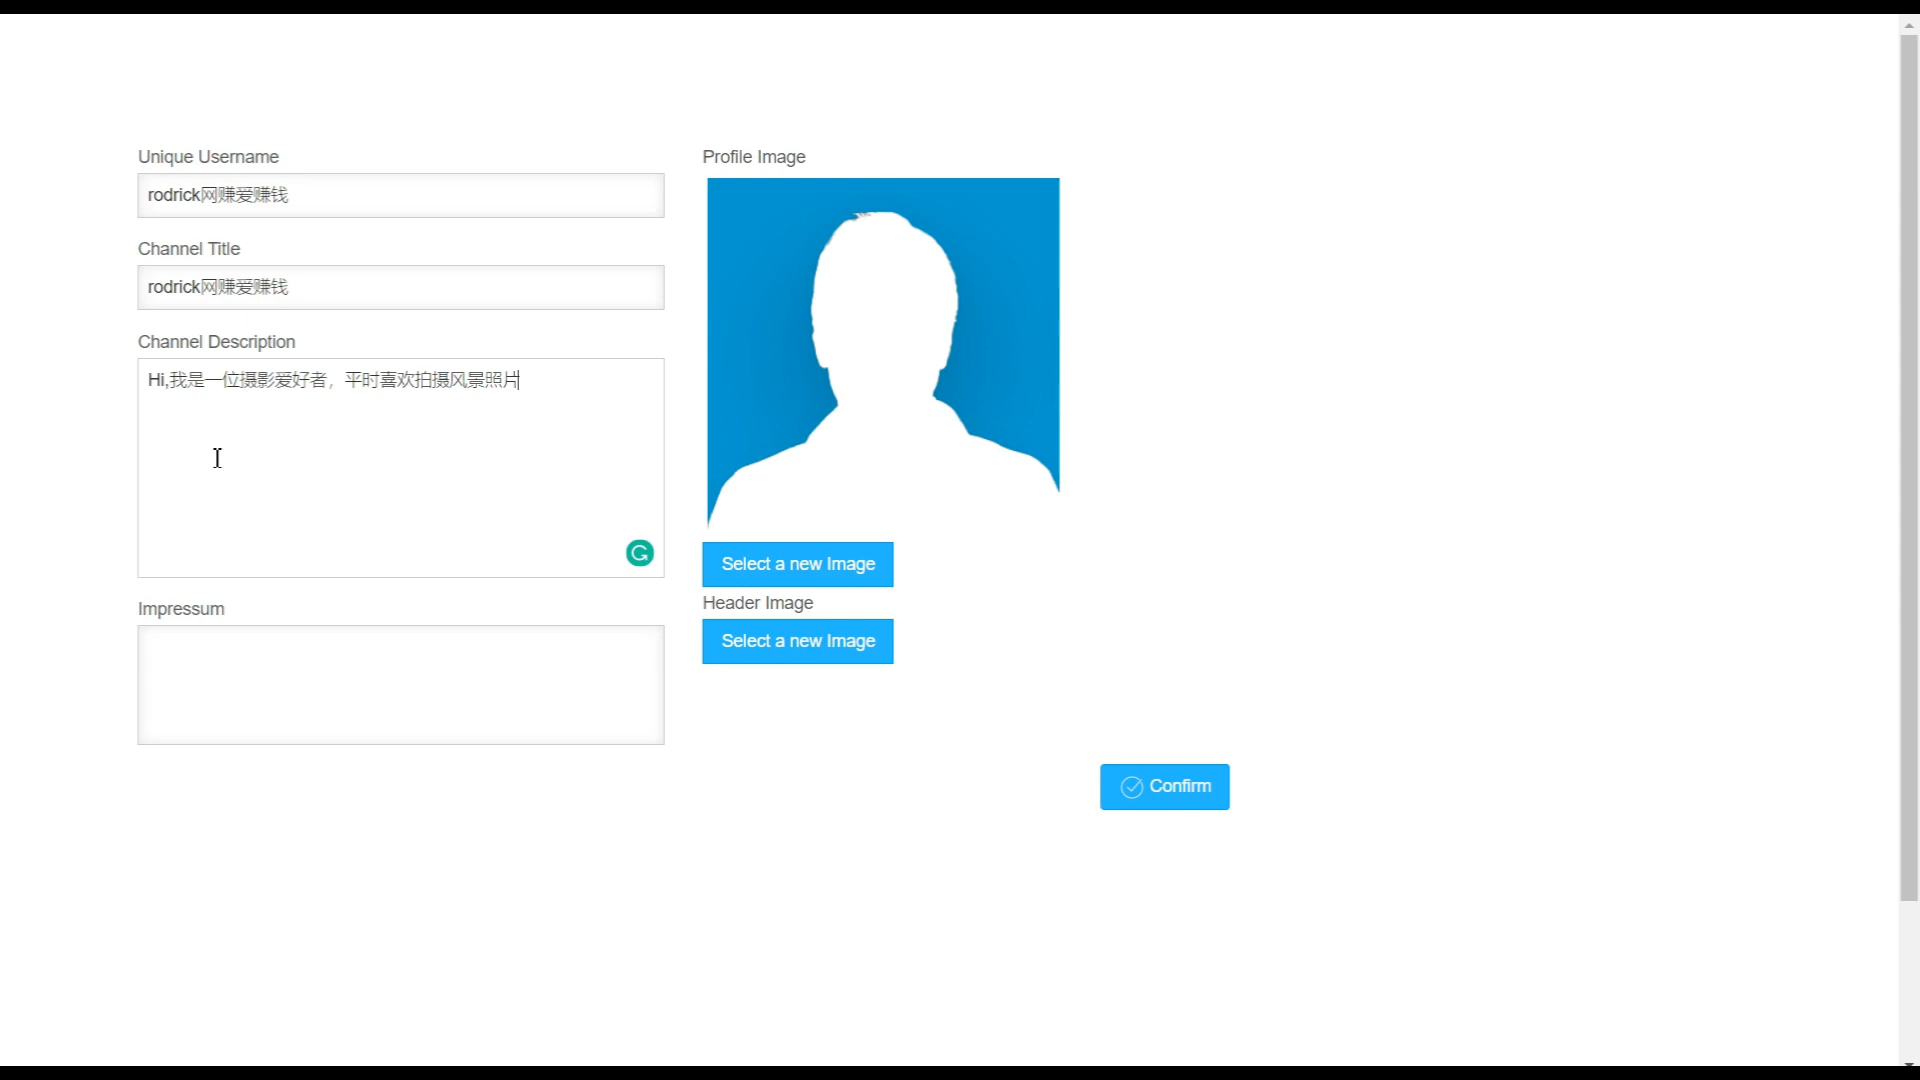 Unique Username
rodrick网赚爱赚钱
Channel Title
rodrick网赚爱赚钱
Channel Description
Hi,我是一位摄影爱好者，平时喜欢拍摄风景照片
Impressum
Profile Image
Select a new Image
Header Image
Select a new Image
Confirm